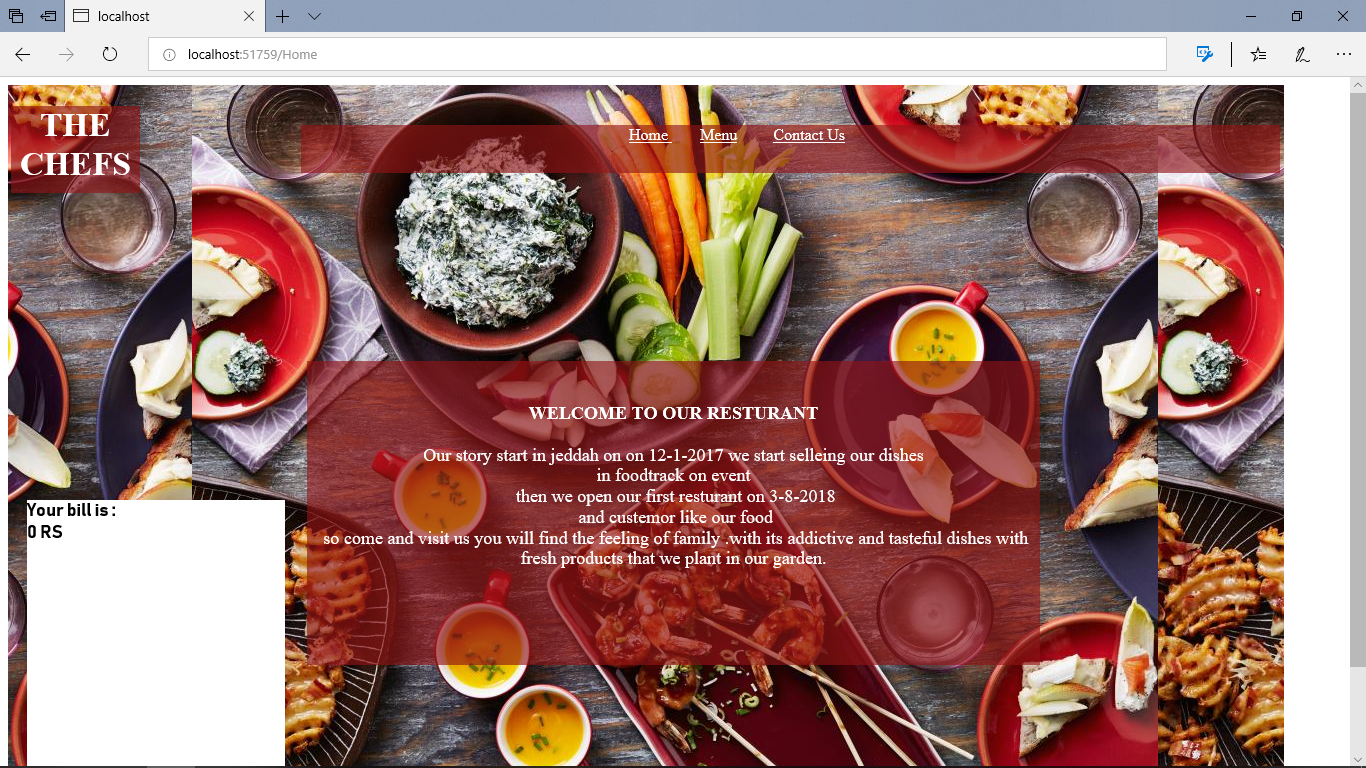 localhost
localhost:51759/Home
THE
CHEFS
Home Menu Contact Us
WELCOME TO OUR RESTURANT
Our story start in jeddah on on 12-1-2017 we start selleing our dishes
in foodtrack on event
then we open our first resturant on 3-8-2018
and custemor like our food
so come and visit us you will find the feeling of family .with its addictive and tasteful dishes with
fresh products that we plant in our garden.
Your bill is :
0 RS